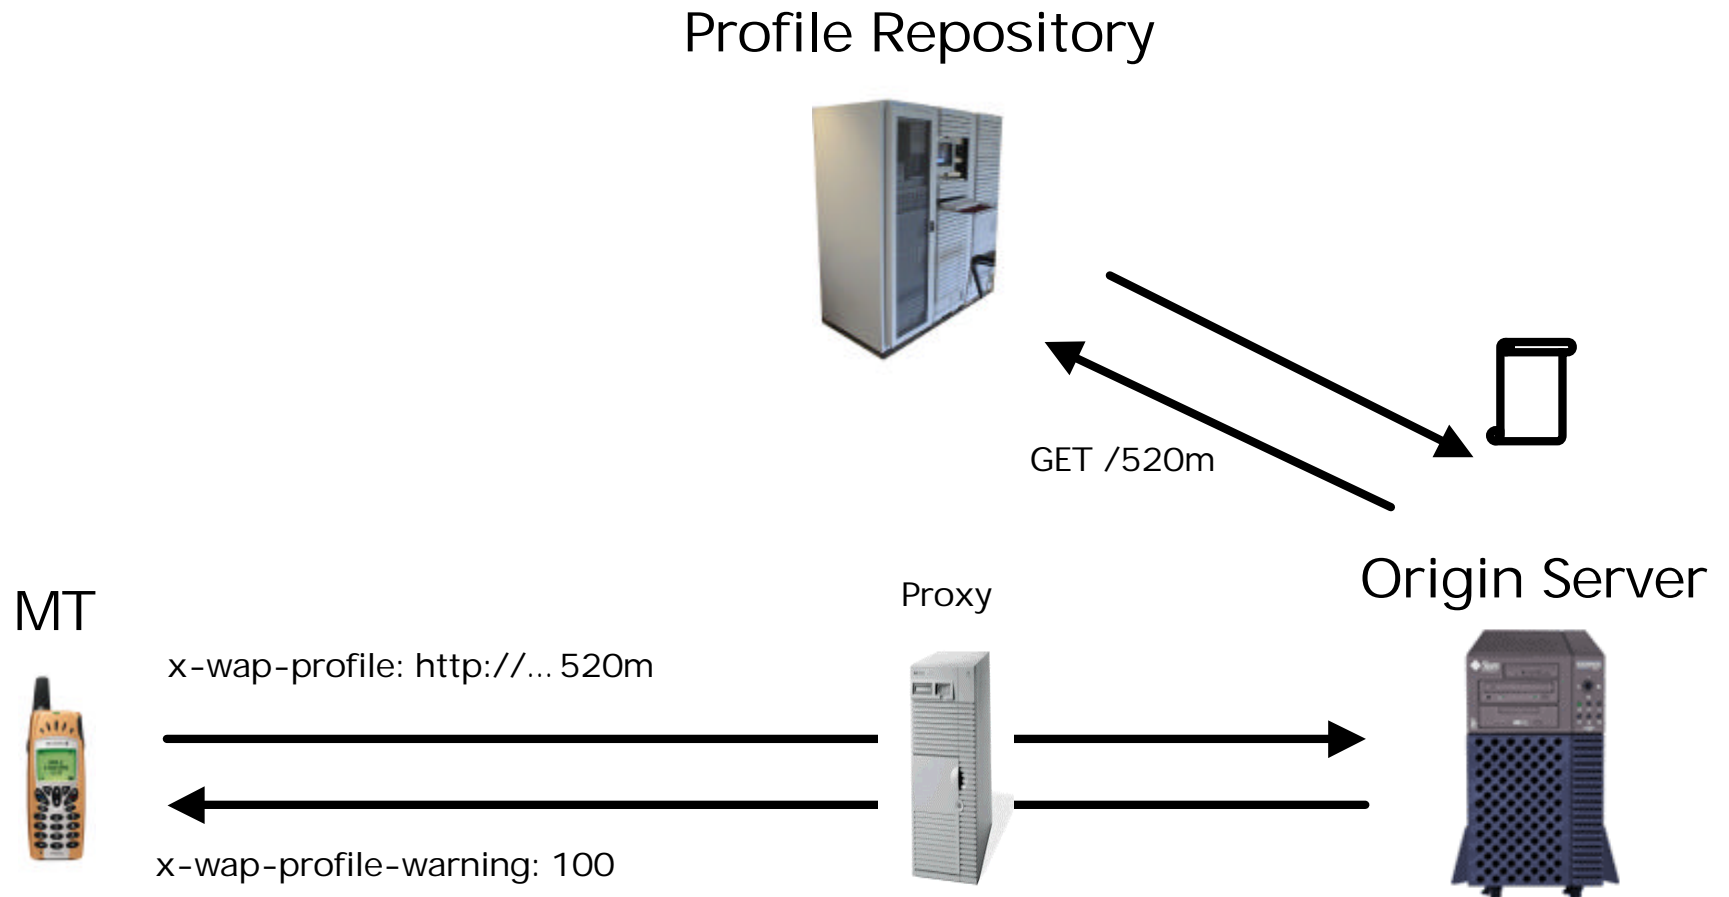 Profile Repository
GET /520m
Origin Server
Proxy
MT
x-wap-profile: http://... 520m
x-wap-profile-warning: 100